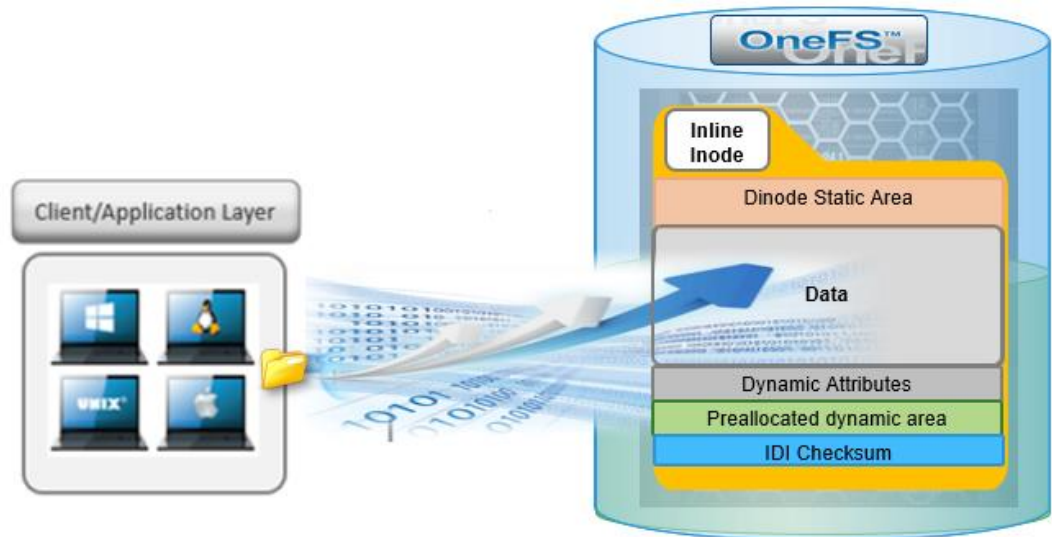 OneFS™
Inline
Inode
Dinode Static Area
Client/Application Layer
Data
UNIX®
Dynamic Attributes
Preallocated dynamic area
IDI Checksum